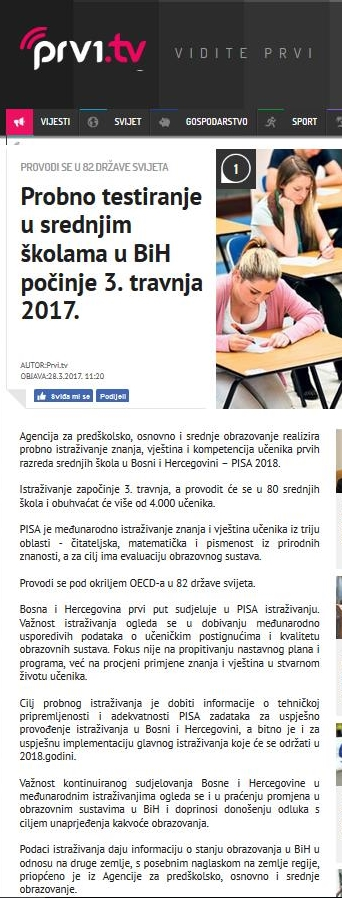 prvi.tv
VIDITE PRVI
VIJESTI
SVIJET
GOSPODARSTVO
SPORT
PROVODI SE U 82 DRŽAVE SVIJETA
1
Probno testiranje
u srednjim
školama u BiH
počinje 3. travnja
2017.
AUTOR:Prvi.tv
OBJAVA:28.3.2017. 11:20
Sviđa mi se
Podijeli
Agencija za predškolsko, osnovno i srednje obrazovanje realizira
probno istraživanje znanja, vještina i kompetencija učenika prvih
razreda srednjih škola u Bosni i Hercegovini – PISA 2018.
Istraživanje započinje 3. travnja, a provodit će se u 80 srednjih
škola i obuhvaćat će više od 4.000 učenika.
PISA je međunarodno istraživanje znanja i vještina učenika iz triju
oblasti - čitateljska, matematička i pismenost iz prirodnih
znanosti, a za cilj ima evaluaciju obrazovnog sustava.
Provodi se pod okriljem OECD-a u 82 države svijeta.
Bosna i Hercegovina prvi put sudjeluje u PISA istraživanju.
Važnost istraživanja ogleda se u dobivanju međunarodno
usporedivih podataka o učeničkim postignućima i kvalitetu
obrazovnih sustava. Fokus nije na propitivanju nastavnog plana i
programa, već na procjeni primjene znanja i vještina u stvarnom
životu učenika.
Cilj probnog istraživanja je dobiti informacije o tehničkoj
pripremljenosti i adekvatnosti PISA zadataka za uspješno
provođenje istraživanja u Bosni i Hercegovini, a bitno je i za
uspješnu implementaciju glavnog istraživanja koje će se održati u
2018.godini.
Važnost kontinuiranog sudjelovanja Bosne i Hercegovine u
međunarodnim istraživanjima ogleda se i u praćenju promjena u
obrazovnim sustavima u BiH i doprinosi donošenju odluka s
ciljem unaprjeđenja kakvoće obrazovanja.
Podaci istraživanja daju informaciju o stanju obrazovanja u BiH u
odnosu na druge zemlje, s posebnim naglaskom na zemlje regije,
priopćeno je iz Agencije za predškolsko, osnovno i srednje
obrazovanje.